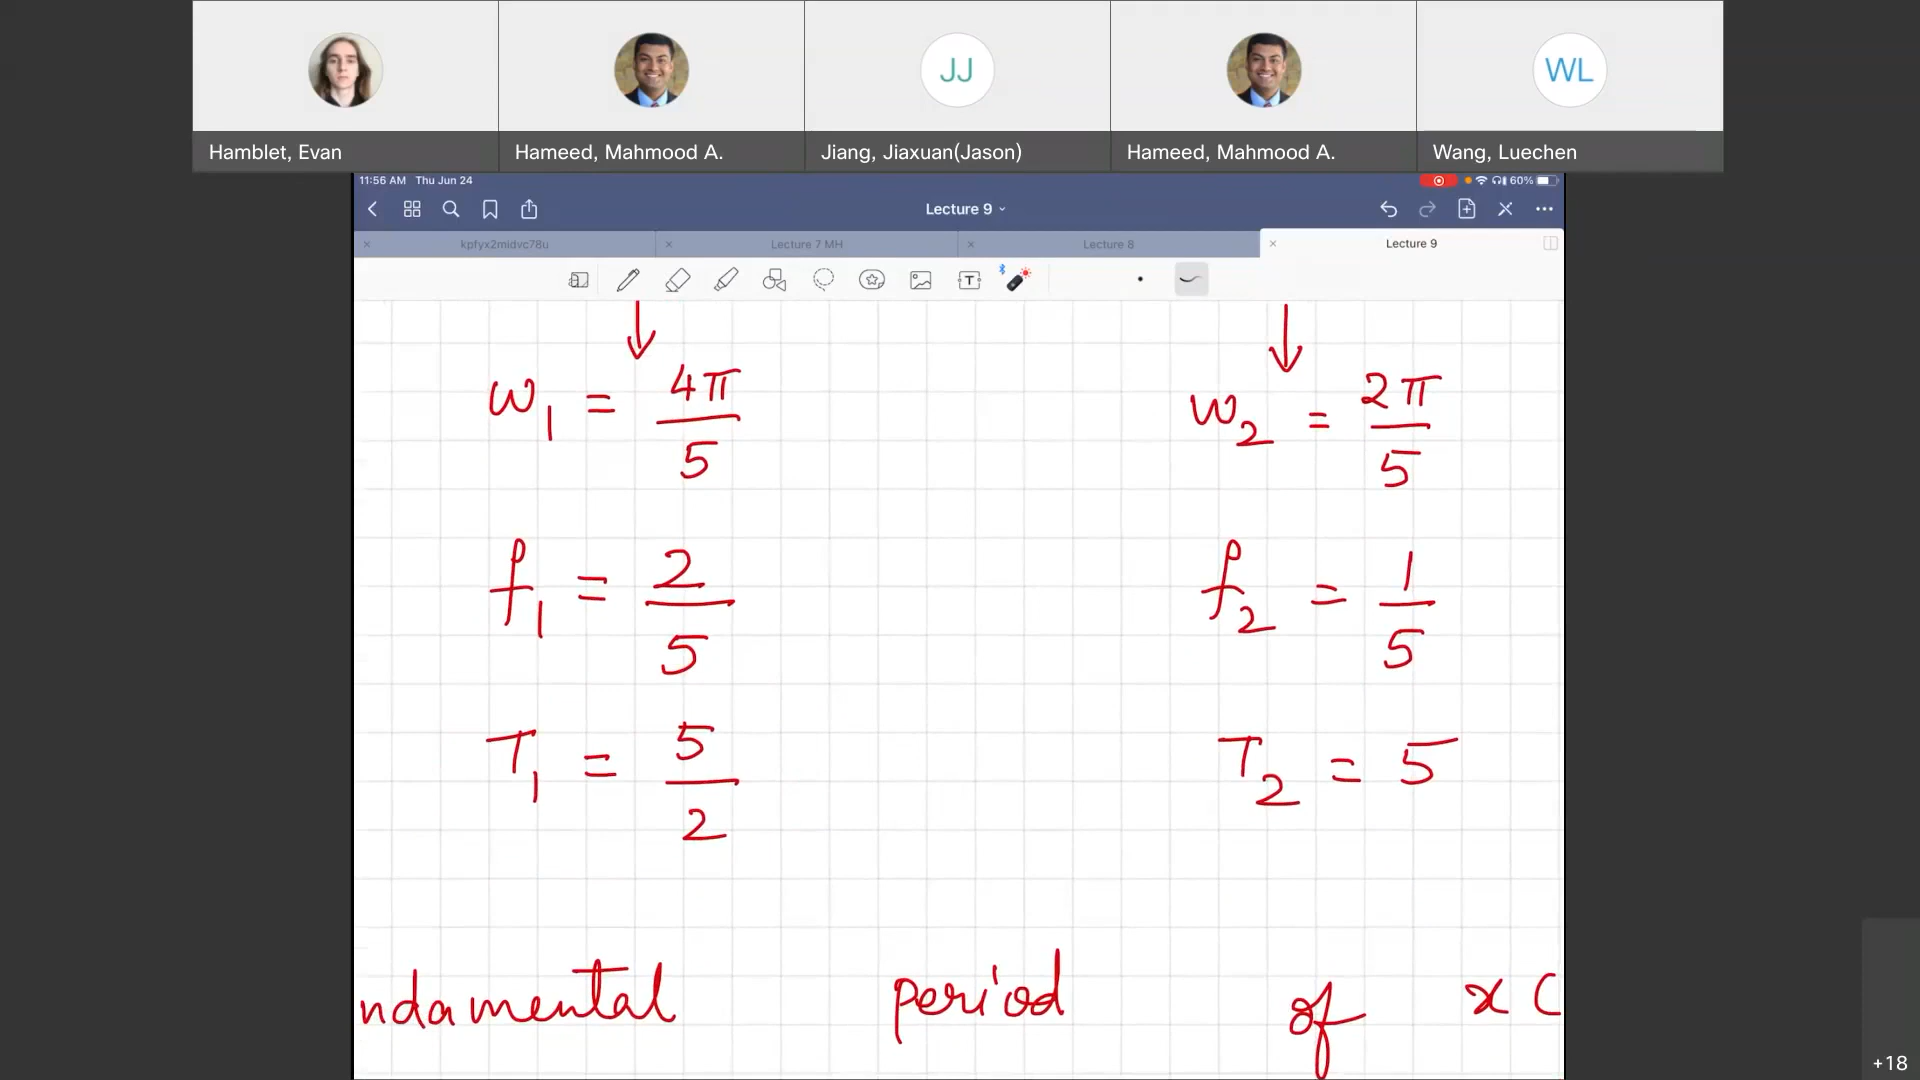 JJ
WL
Hamblet, Evan
Hameed, Mahmood A.
Jiang, Jiaxuan(Jason)
Hameed, Mahmood A.
Wang, Luechen
11:56 AM Thu Jun 24
60%
Lecture 9
kpfyx2midvc78u
Lecture 7 MH
Lecture 8
Lecture 9
T
ω₁ = 4π/5
ω₂ = 2π/5
f₁ = 2/5
f₂ = 1/5
T₁ = 5/2
T₂ = 5
ndamental period of x(
+18